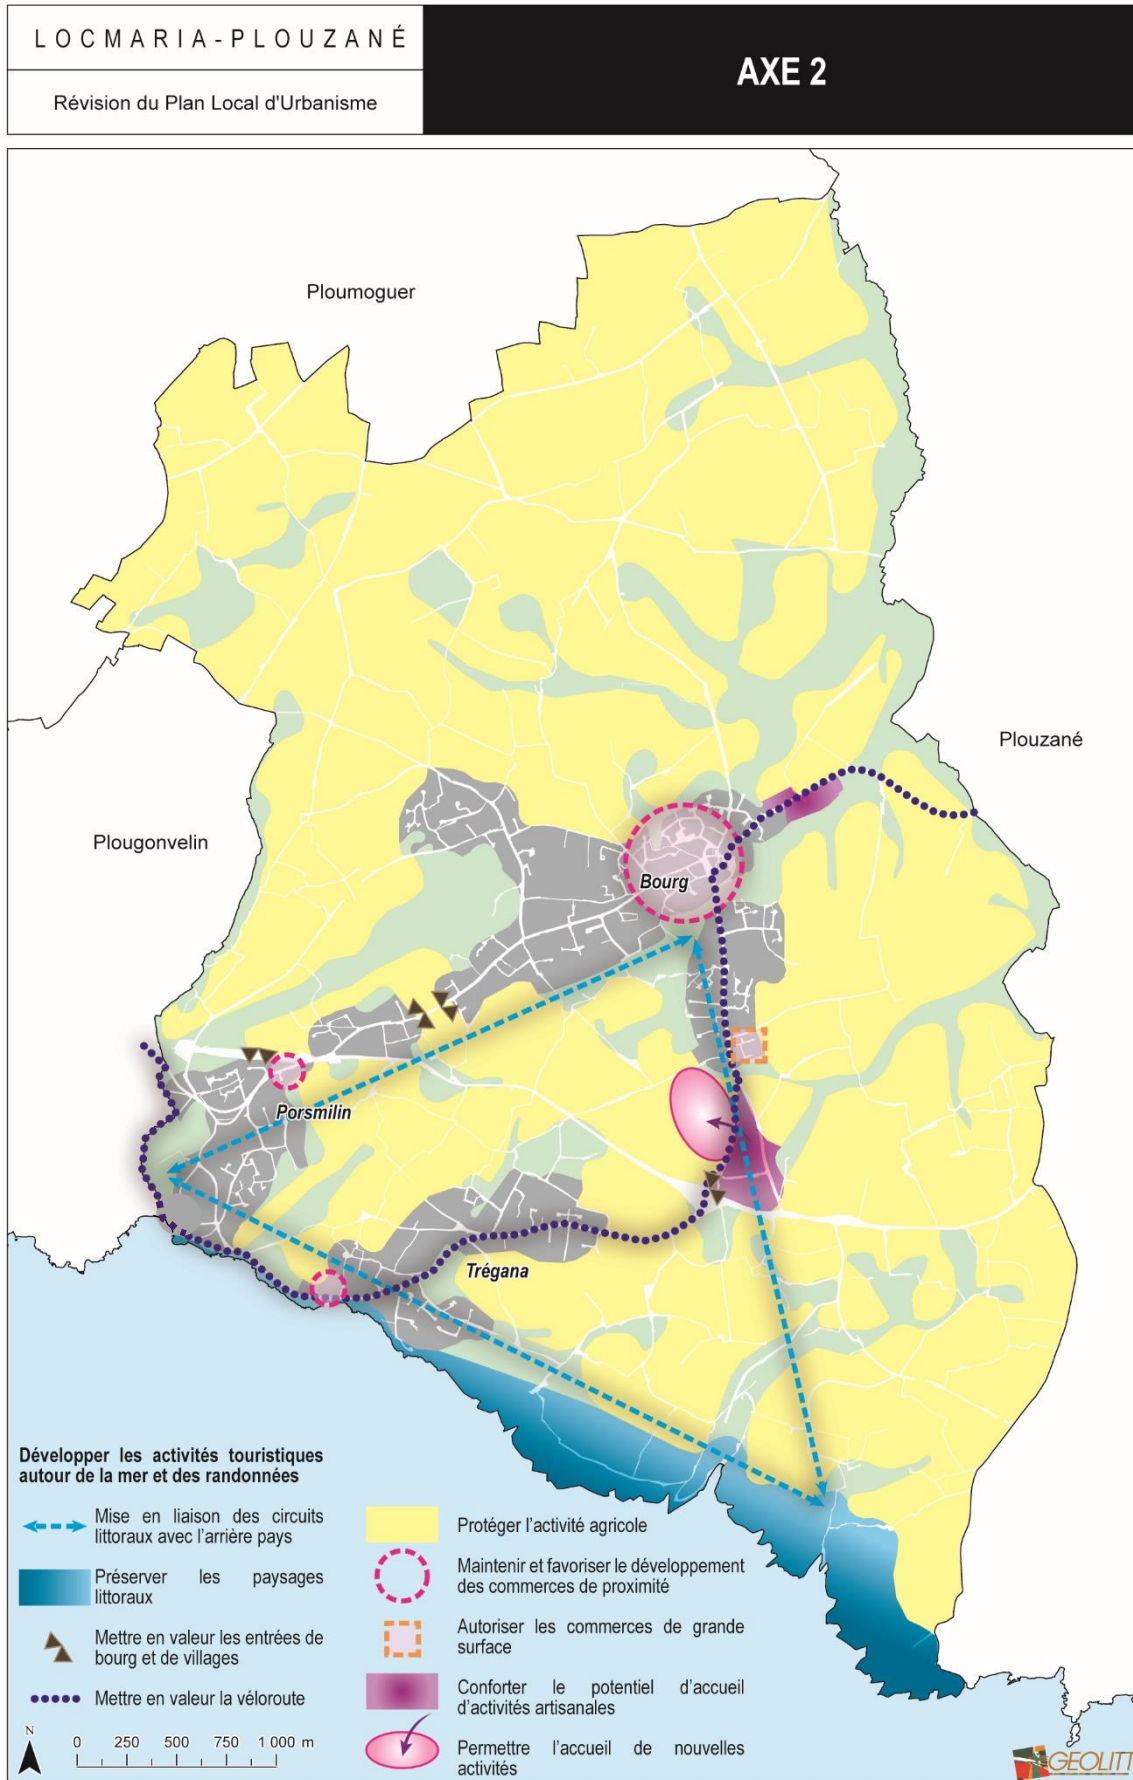 LOCMARIA-PLOUZANÉ
Révision du Plan Local d'Urbanisme
AXE 2
Ploumoguer
Plouzané
Plougonvelin
Bourg
Porsmilin
Trégana
Développer les activités touristiques
autour de la mer et des randonnées
Mise en liaison des circuits
littoraux avec l'arrière pays
Préserver les paysages
littoraux
Mettre en valeur les entrées de
bourg et de villages
Mettre en valeur la véloroute
N
0 250 500 750 1 000 m
Protéger l'activité agricole
Maintenir et favoriser le développement
des commerces de proximité
Autoriser les commerces de grande
surface
Conforter le potentiel d'accueil
d'activités artisanales
Permettre l'accueil de nouvelles
activités
GEOLITT